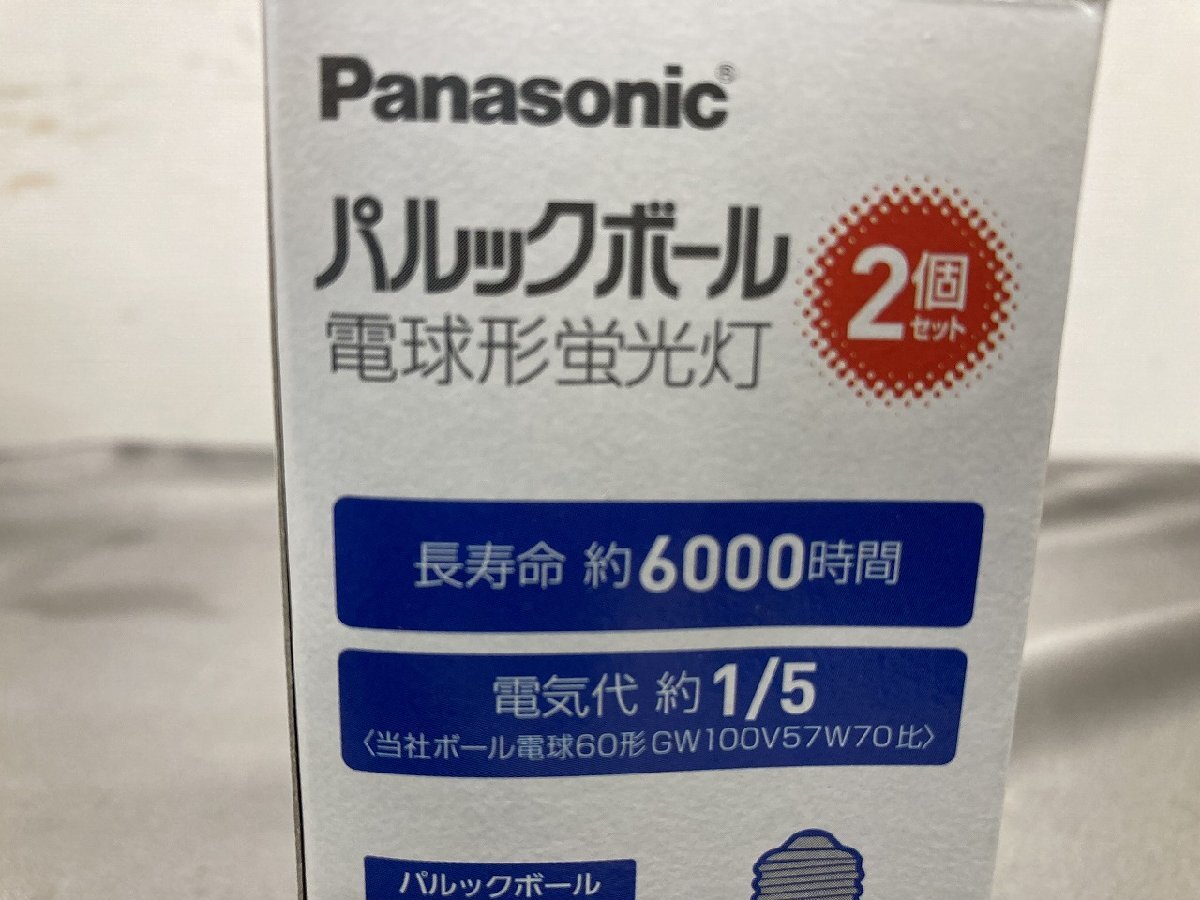 Panasonic®
パルックボール
電球形蛍光灯
2個
セット
長寿命 約6000時間
電気代 約1/5
〈当社ボール電球60形GW100V57W70比〉
パルックボール